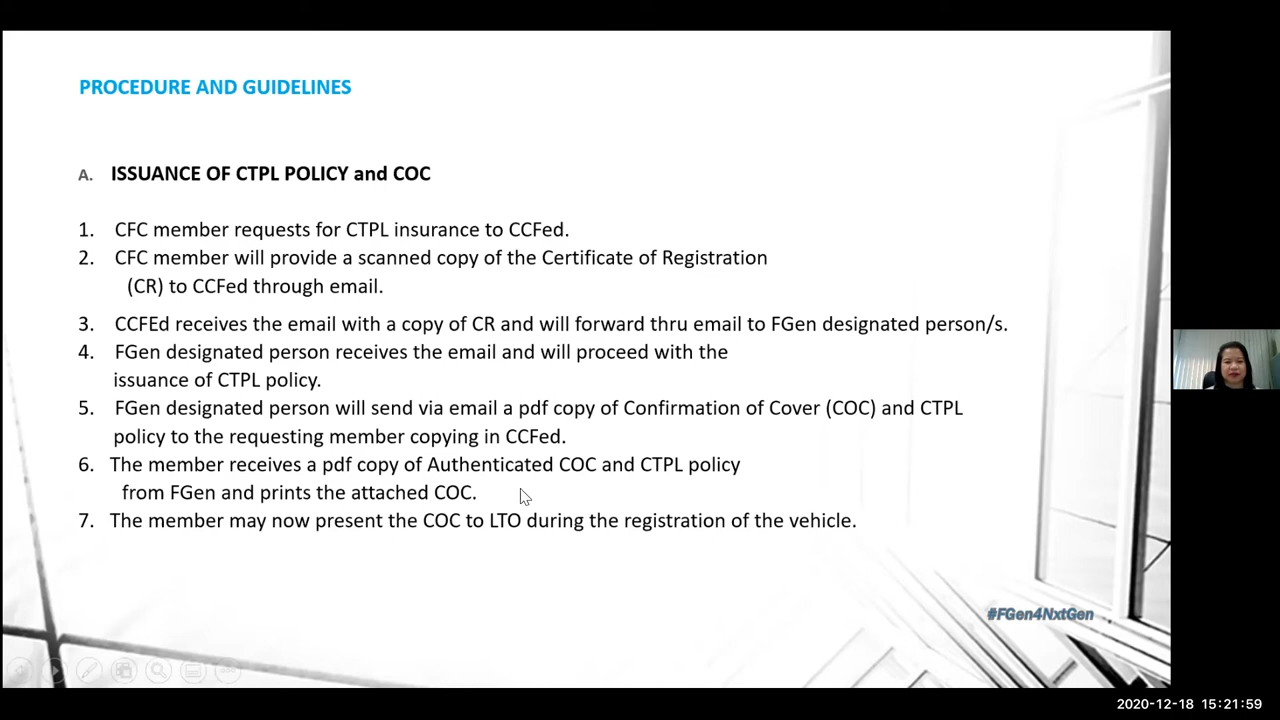 PROCEDURE AND GUIDELINES
A. ISSUANCE OF CTPL POLICY and COC
1. CFC member requests for CTPL insurance to CCFed.
2. CFC member will provide a scanned copy of the Certificate of Registration
(CR) to CCFed through email.
3. CCFEd receives the email with a copy of CR and will forward thru email to FGen designated person/s.
4. FGen designated person receives the email and will proceed with the
issuance of CTPL policy.
5. FGen designated person will send via email a pdf copy of Confirmation of Cover (COC) and CTPL
policy to the requesting member copying in CCFed.
6. The member receives a pdf copy of Authenticated COC and CTPL policy
from FGen and prints the attached COC.
7. The member may now present the COC to LTO during the registration of the vehicle.
#FGen4NxtGen
2020-12-18 15:21:59